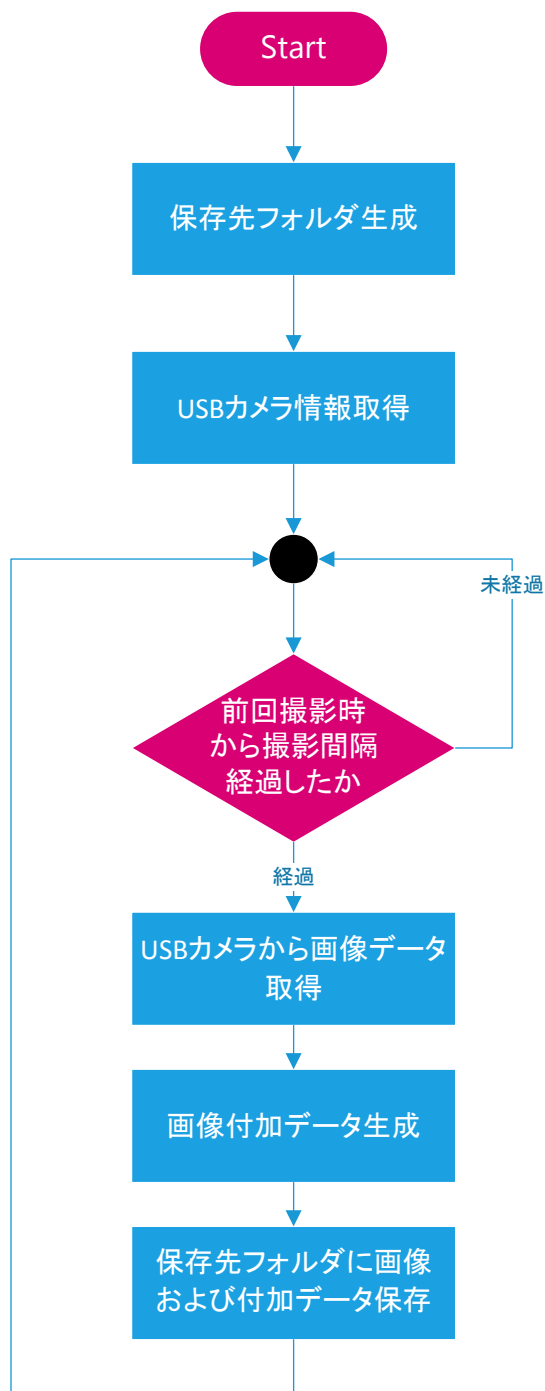 Start
保存先フォルダ生成
USBカメラ情報取得
未経過
前回撮影時
から撮影間隔
経過したか
経過
USBカメラから画像データ
取得
画像付加データ生成
保存先フォルダに画像
および付加データ保存